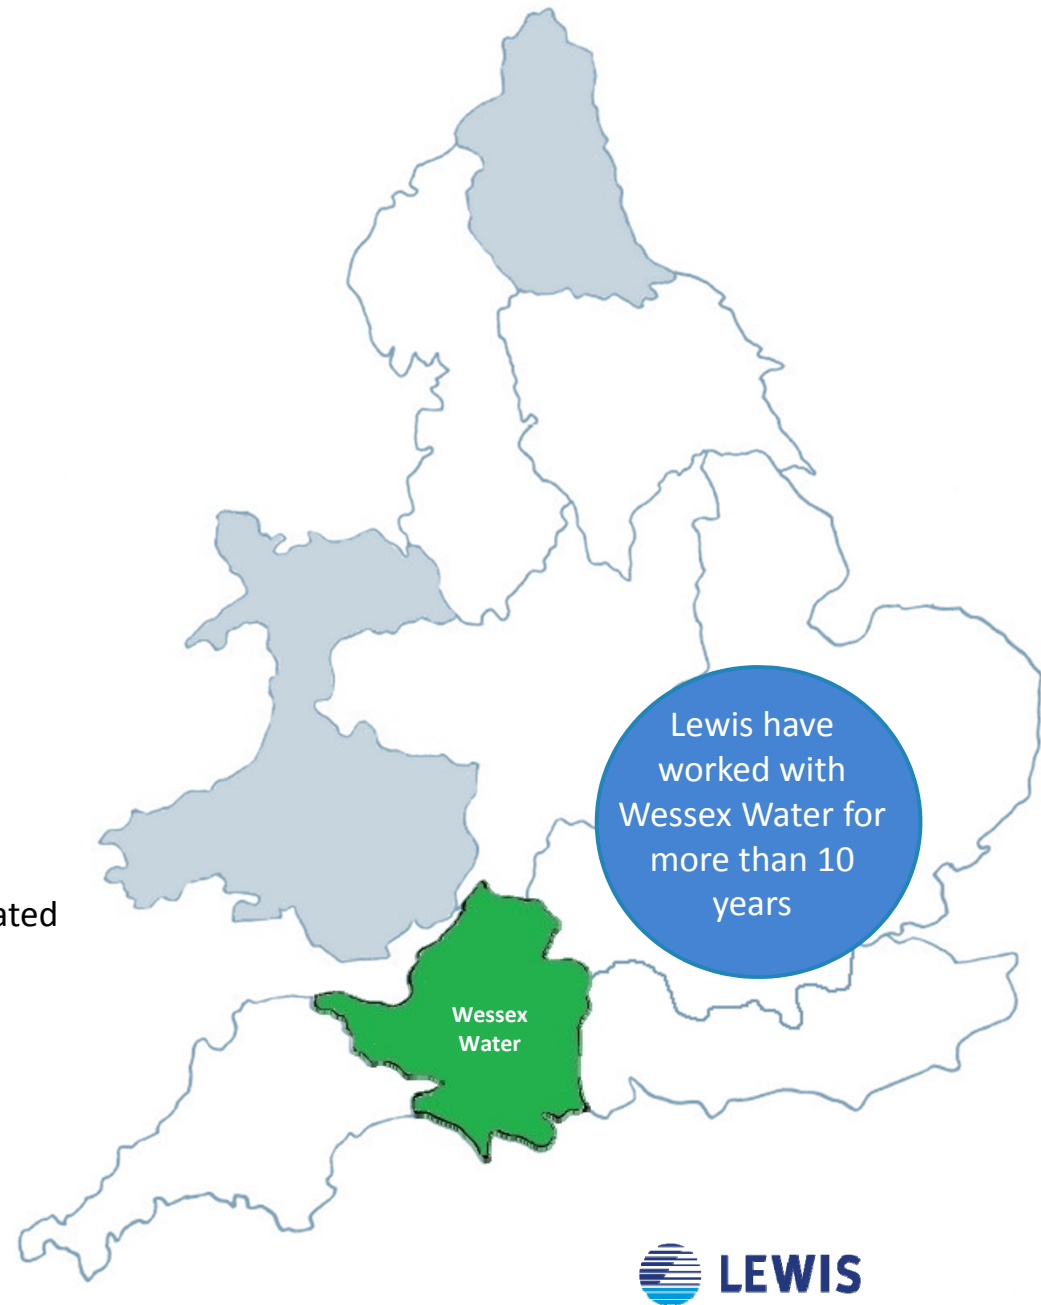 Lewis have
worked with
Wessex Water for
more than 10
years
ated
Wessex
Water
LEWIS